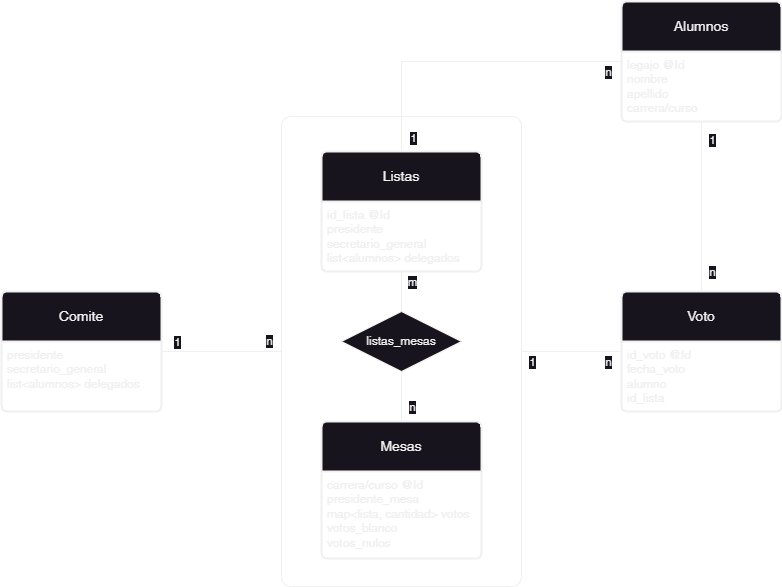 Alumnos
legajo @Id
nombre
apellido
carrera/curso
n
1
1
Listas
id_lista @Id
presidente
secretario_general
list<alumnos> delegados
m
n
Comite
presidente
secretario_general
list<alumnos> delegados
1
n
listas_mesas
1
n
Voto
id_voto @Id
fecha_voto
alumno
id_lista
n
Mesas
carrera/curso @Id
presidente_mesa
map<lista, cantidad> votos
votos_blanco
votos_nulos